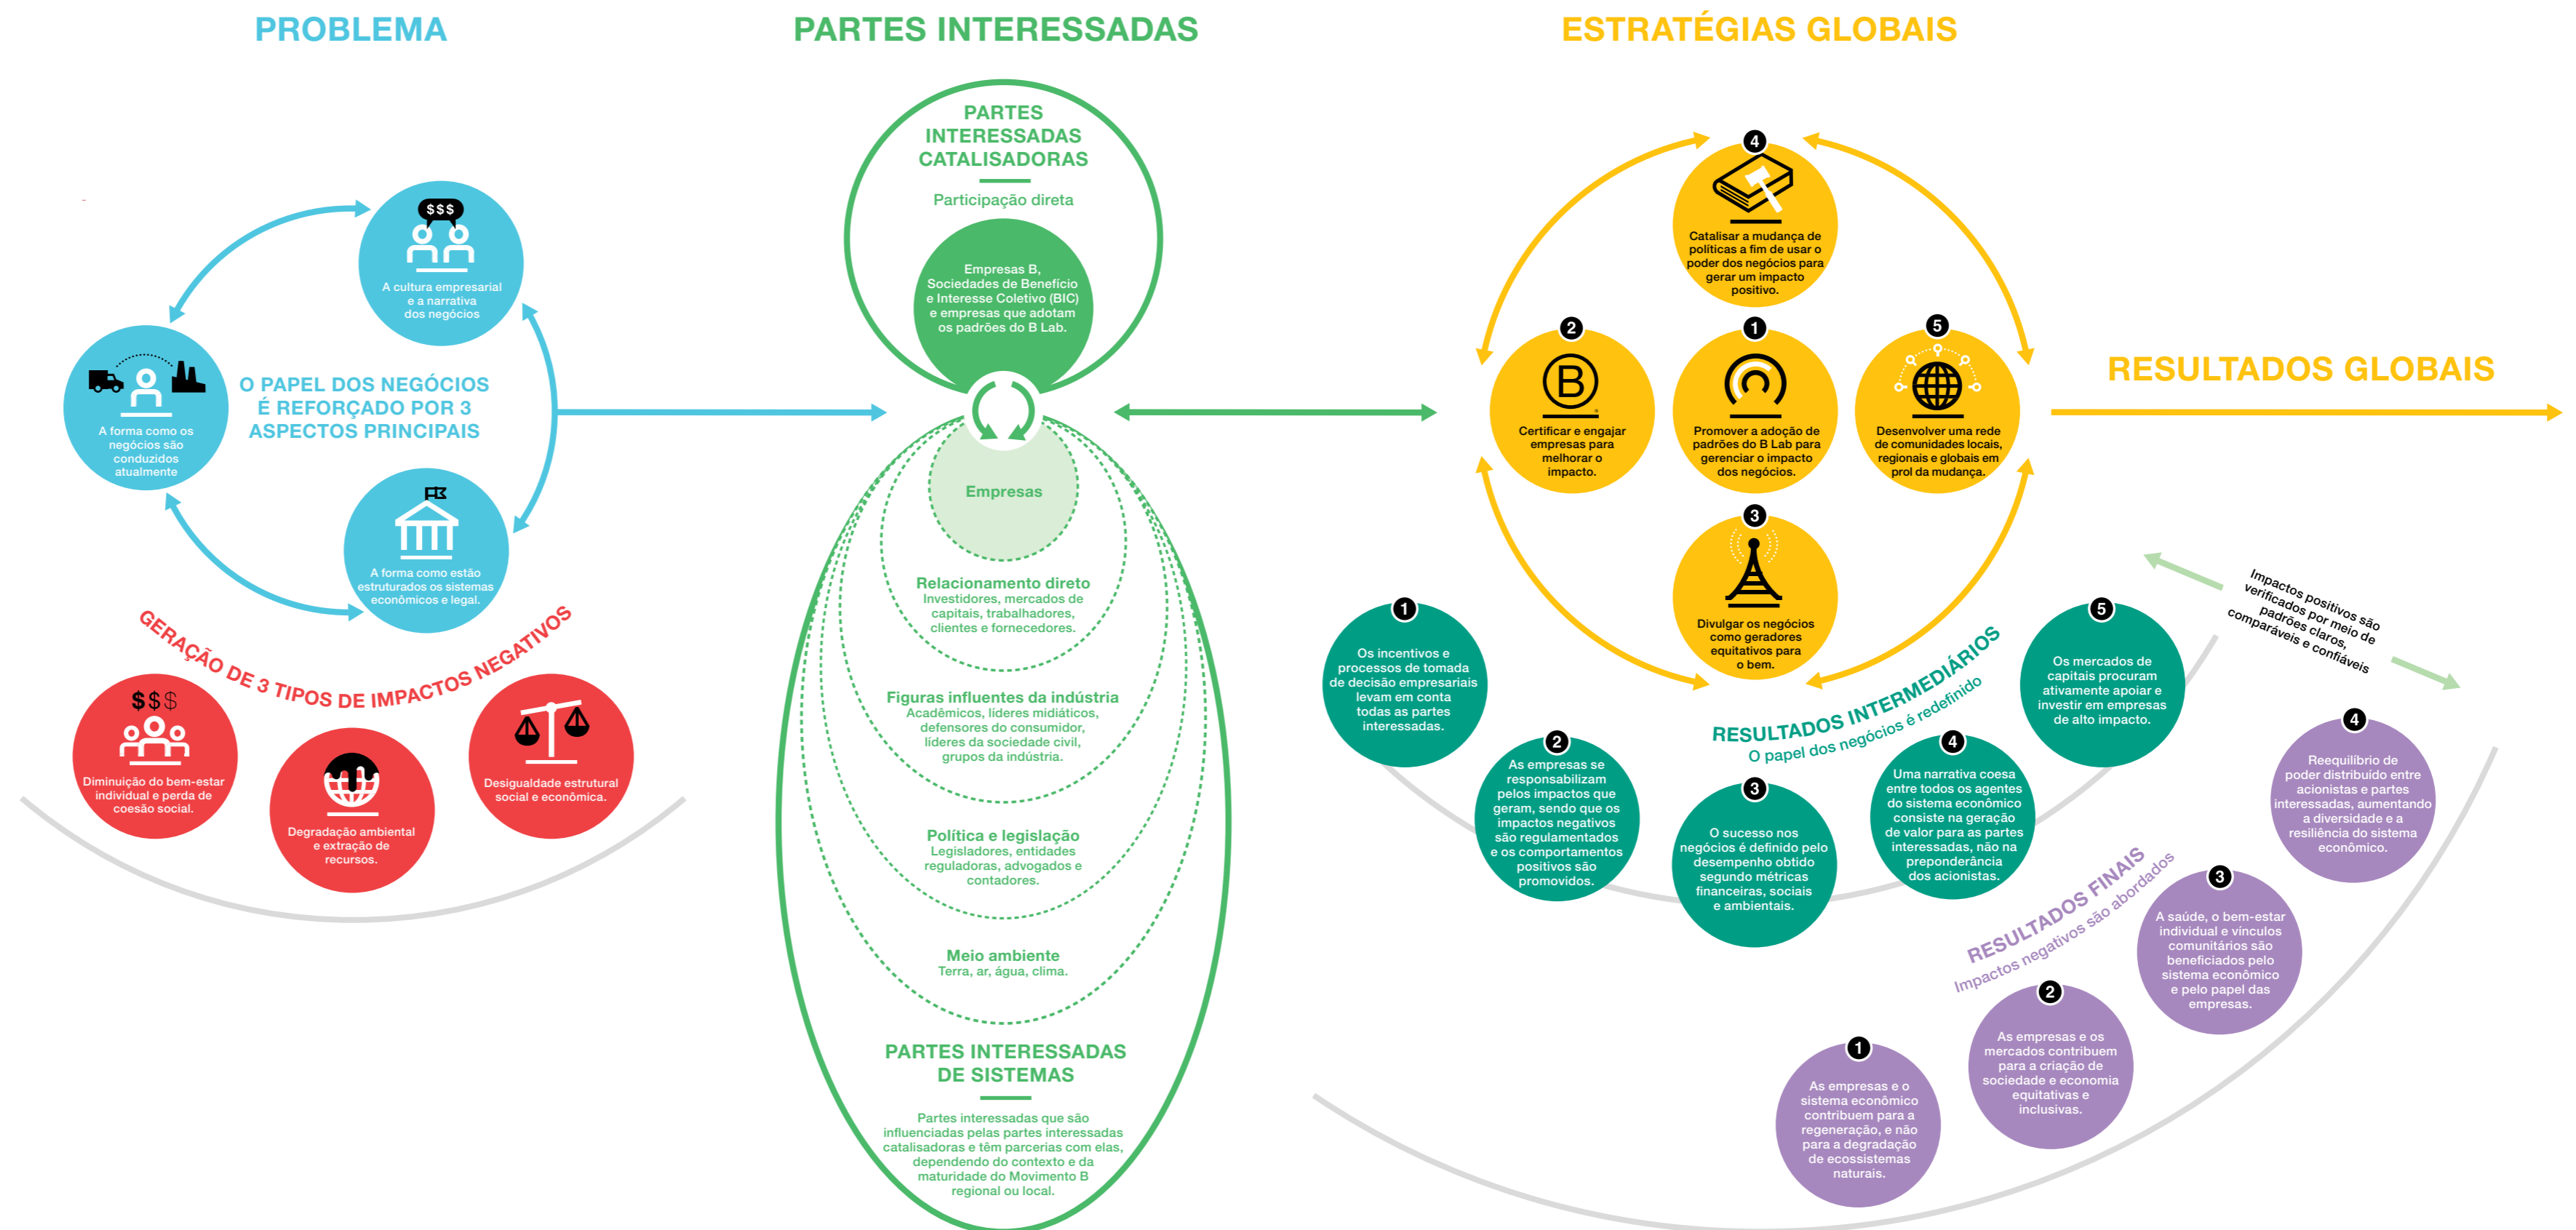 PROBLEMA
$$$
A cultura empresarial
e a narrativa
dos negócios
A forma como os
negócios são
conduzidos
atualmente
O PAPEL DOS NEGÓCIOS
É REFORÇADO POR 3
ASPECTOS PRINCIPAIS
A forma como estão
estruturados os sistemas
econômicos e legal.
GERAÇÃO DE 3 TIPOS DE IMPACTOS NEGATIVOS
$$$
Diminuição do bem-estar
individual e perda de
coesão social.
Degradação ambiental
e extração de
recursos.
Desigualdade estrutural
social e econômica.
PARTES INTERESSADAS
PARTES
INTERESSADAS
CATALISADORAS
Participação direta
Empresas B,
Sociedades de Benefício
e Interesse Coletivo (BIC)
e empresas que adotam
os padrões do B Lab.
Empresas
Relacionamento direto
Investidores, mercados de
capitais, trabalhadores,
clientes e fornecedores.
Figuras influentes da indústria
Acadêmicos, líderes midiáticos,
defensores do consumidor,
líderes da sociedade civil,
grupos da indústria.
Política e legislação
Legisladores, entidades
reguladoras, advogados e
contadores.
Meio ambiente
Terra, ar, água, clima.
PARTES INTERESSADAS
DE SISTEMAS
Partes interessadas que são
influenciadas pelas partes interessadas
catalisadoras e têm parcerias com elas,
dependendo do contexto e da
maturidade do Movimento B
regional ou local.
ESTRATÉGIAS GLOBAIS
4
Catalisar a mudança de
políticas a fim de usar o
poder dos negócios para
gerar um impacto
positivo.
2
B
Certificar e engajar
empresas para
melhorar o
impacto.
1
Promover a adoção de
padrões do B Lab para
gerenciar o impacto
dos negócios.
5
Desenvolver uma rede
de comunidades locais,
regionais e globais em
prol da mudança.
3
Divulgar os negócios
como geradores
equitativos para
o bem.
RESULTADOS GLOBAIS
RESULTADOS INTERMEDIÁRIOS
O papel dos negócios é redefinido
1
Os incentivos e
processos de tomada
de decisão empresariais
levam em conta
todas as partes
interessadas.
2
As empresas se
responsabilizam
pelos impactos que
geram, sendo que os
impactos negativos
são regulamentados
e os comportamentos
positivos são
promovidos.
3
O sucesso nos
negócios é definido pelo
desempenho obtido
segundo métricas
financeiras, sociais
e ambientais.
4
Uma narrativa coesa
entre todos os agentes
do sistema econômico
consiste na geração
de valor para as partes
interessadas, não na
preponderância
dos acionistas.
5
Os mercados de
capitais procuram
ativamente apoiar e
investir em empresas
de alto impacto.
Impactos positivos são
verificados por meio de
padrões claros,
comparáveis e confiáveis
RESULTADOS FINAIS
Impactos negativos são abordados
1
As empresas e o
sistema econômico
contribuem para a
regeneração, e não
para a degradação
de ecossistemas
naturais.
2
As empresas e os
mercados contribuem
para a criação de
sociedade e economia
equitativas e
inclusivas.
3
A saúde, o bem-estar
individual e vínculos
comunitários são
beneficiados pelo
sistema econômico
e pelo papel das
empresas.
4
Reequilíbrio de
poder distribuído entre
acionistas e partes
interessadas, aumentando
a diversidade e a
resiliência do sistema
econômico.